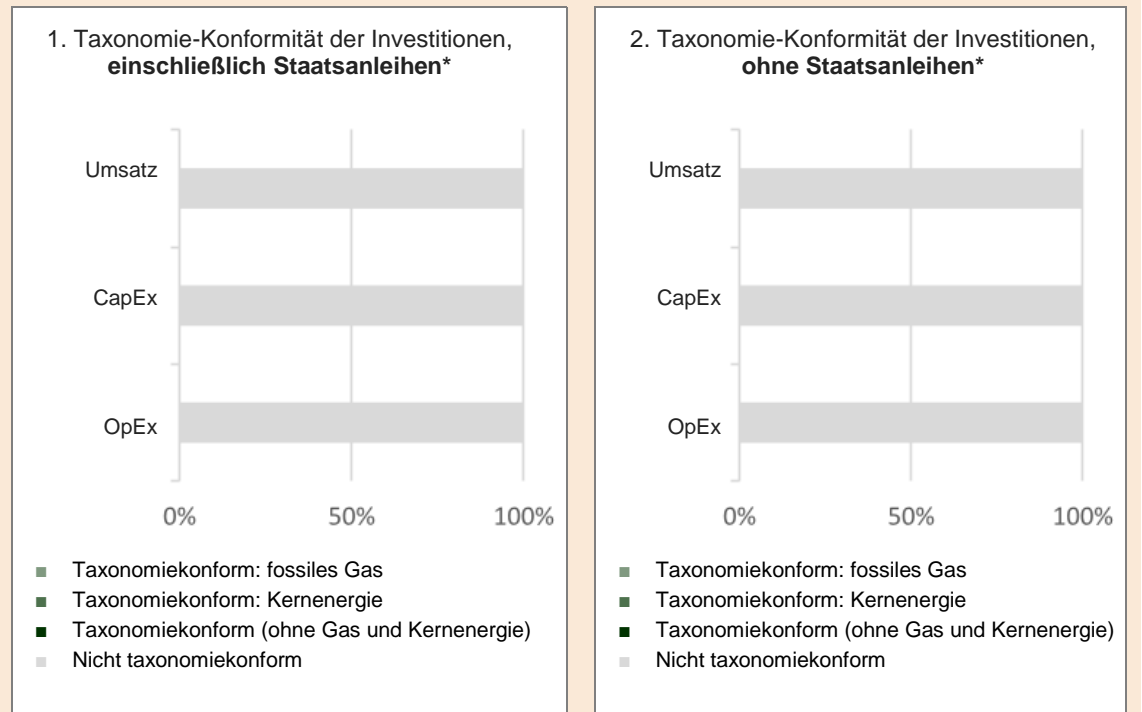 1. Taxonomie-Konformität der Investitionen,
einschließlich Staatsanleihen*
Umsatz
CapEx
OpEx
0% 50% 100%
Taxonomiekonform: fossiles Gas
Taxonomiekonform: Kernenergie
Taxonomiekonform (ohne Gas und Kernenergie)
Nicht taxonomiekonform
2. Taxonomie-Konformität der Investitionen,
ohne Staatsanleihen*
Umsatz
CapEx
OpEx
0% 50% 100%
Taxonomiekonform: fossiles Gas
Taxonomiekonform: Kernenergie
Taxonomiekonform (ohne Gas und Kernenergie)
Nicht taxonomiekonform